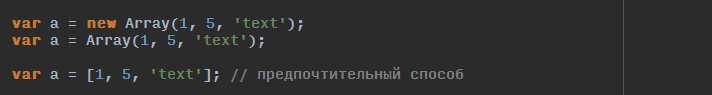 var a = new Array(1, 5, 'text');
var a = Array(1, 5, 'text');
var a = [1, 5, 'text']; // предпочтительный способ